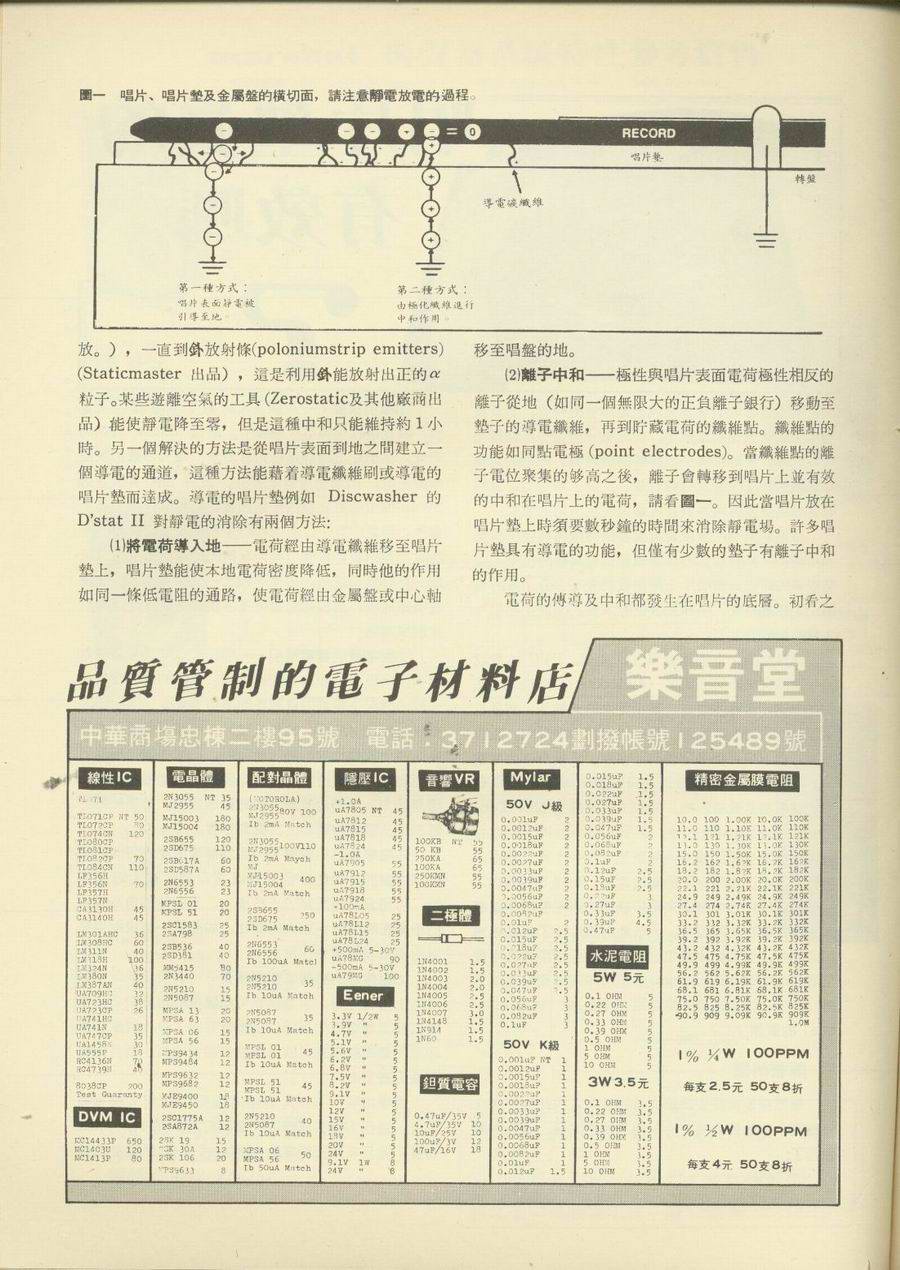 圖一　唱片、唱片墊及金屬盤的橫切面，請注意靜電放電的過程。
RECORD
唱片墊
轉盤
導電碳纖維
第一種方式：
唱片表面靜電被
引導至地
第二種方式：
由極化纖維進行
中和作用。
放。），一直到釙放射條(poloniumstrip emitters)
(Staticmaster 出品），這是利用釙能放射出正的α
粒子。某些遊離空氣的工具(Zerostatic及其他廠商出
品）能使靜電降至零，但是這種中和只能維持約1小
時。另一個解決的方法是從唱片表面到地之間建立一
個導電的通道，這種方法能藉着導電纖維刷或導電的
唱片墊而達成。導電的唱片墊例如 Discwasher 的
D'stat II 對靜電的消除有兩個方法:
⑴將電荷導入地——電荷經由導電纖維移至唱片
墊上，唱片墊能使本地電荷密度降低，同時他的作用
如同一條低電阻的通路，使電荷經由金屬盤或中心軸
移至唱盤的地。
⑵離子中和——極性與唱片表面電荷極性相反的
離子從地（如同一個無限大的正負離子銀行）移動至
墊子的導電纖維，再到貯藏電荷的纖維點。纖維點的
功能如同點電極 (point electrodes)。當纖維點的離
子電位聚集的够高之後，離子會轉移到唱片上並有效
的中和在唱片上的電荷，請看圖一。因此當唱片放在
唱片墊上時須要數秒鐘的時間來消除靜電場。許多唱
片墊具有導電的功能，但僅有少數的墊子有離子中和
的作用。
電荷的傳導及中和都發生在唱片的底層。初看之
品質管制的電子材料店
樂音堂
中華商場忠棟二樓95號　電話：3712724劃撥帳號125489號
線性IC
TL071CP NT 50
TL072CP 80
TL074CN 120
TL080CP
TL081CP
TL082CP 70
TL084CN 110
LF356H
LF356N 70
LF357H
LF357N
CA3130H 45
CA3140H 45
LM301AHC 36
LM308HC 60
LM311N 40
LM318H 100
LM324N 36
LM380N 35
LM387AN 40
UA709HC 32
UA723HC 38
UA723CP 26
UA741HC
UA741N 18
UA747CP 35
UA1458N 30
UA555P 18
RC4136N 70
RC4739N
8038CP 200
Test Guaranty
DVM IC
MC14433P 650
MC1403U 120
MC1413P 80
電晶體
2N3055 NT 35
MJ2955 45
MJ15003 180
MJ15004 180
2SB655 120
2SD675 110
2SB617A 60
2SD587A 60
2N6553 23
2N6556 23
MPSL 01 20
MPSL 51 20
2SC1583 25
2SA798 25
2SB536 40
2SD381 40
MM5415 80
2N3440 70
2N5210 15
2N5087 15
MPSA 13 20
MPSA 63 20
MPSA 06 15
MPSA 56 15
MPS9434 12
MPS9484 12
MPS9632 12
MPS9682 12
MJE9400 18
MJE9450 18
2SC1775A 12
2SA872A 12
2SK 19 15
2SK 30A 12
2SK 106 20
MPS9633 8
配對晶體
(MOTOROLA)
2N3055
MJ2955 80V 100
Ib 2mA Match
2N3055
MJ2955 100V110
Ib 2mA Mayoh
MJ
MJ15003
MJ15004 400
Ib 2mA Match
2SB655
2SD675 250
Ib 2mA Match
2N6553
2N6556 60
Ib 100uA Match
2N5210
2N5210 35
Ib 10uA Match
2N5087
2N5087 35
Ib 10uA Match
MPSL 01
MPSL 01 45
Ib 10uA Match
MPSL 51
MPSL 51 45
Ib 10uA Match
2N5210
2N5087 40
Ib 10uA Match
MPSA 06
MPSA 56 50
Ib 50uA Match
隱壓IC
+1.0A
uA7805 NT 45
uA7812 45
uA7815 45
uA7818 45
uA7824 45
-1.0A
uA7905 55
uA7912 55
uA7915 55
uA7918 55
uA7924 55
+100mA
uA78L05 25
uA78L12 25
uA78L15 25
uA78L24 25
+500mA 5-30V
uA78MG 90
-500mA 5-30V
uA79MG 100
Eener
3.3V 1/2W 5
3.9V " 5
4.7V " 5
5.1V " 5
5.6V " 5
6.2V " 5
6.8V " 5
7.5V " 5
8.2V " 5
9.1V " 5
10V " 5
12V " 5
15V " 5
16V " 5
18V " 5
20V " 5
24V " 5
9.1V 1W 8
24V " 8
音響VR
100KB NT 55
50 KB 55
250KA 65
100KA 65
250KMN 55
100KMN 55
二極體
1N4001 1.5
1N4002 1.5
1N4003 2.0
1N4004 2.0
1N4005 2.5
1N4006 2.5
1N4007 3.0
1N4148 1.5
1N914 1.5
1N60 1.5
鉭質電容
0.47uF/35V 5
4.7uF/35V 10
10uF/25V 10
100uF/3V 12
47uF/16V 18
Mylar
50V J級
0.001uF 2
0.0012uF 2
0.0015uF 2
0.0018uF 2
0.0022uF 2
0.0027uF 2
0.0033uF 2
0.0039uF 2
0.0047uF 2
0.0056uF 2
0.0068uF 2
0.0082uF 2
0.01uF 2
0.012uF 2.5
0.015uF 2.5
0.018uF 2.5
0.022uF 2.5
0.027uF 2.5
0.033uF 2.5
0.039uF 2.5
0.047uF 2.5
0.056uF 3
0.068uF 3
0.082uF 3
0.1uF 3
50V K級
0.001uF NT 1
0.0012uF 1
0.0015uF 1
0.0018uF 1
0.0022uF 1
0.0027uF 1
0.0033uF 1
0.0039uF 1
0.0047uF 1
0.0056uF 1
0.0068uF 1
0.0082uF 1
0.01uF 1
0.012uF 1.5
0.015uF 1.5
0.018uF 1.5
0.022uF 1.5
0.027uF 1.5
0.033uF 1.5
0.039uF 1.5
0.047uF 1.5
0.056uF 2
0.068uF 2
0.082uF 2
0.1uF 2
0.12uF 2.5
0.15uF 2.5
0.18uF 2.5
0.22uF 3
0.27uF 3
0.33uF 3.5
0.39uF 4.5
0.47uF 5
水泥電阻
5W 5元
0.1 OHM 5
0.22 OHM 5
0.27 OHM 5
0.33 OHM 5
0.39 OHM 5
0.5 OHM 5
1 OHM 5
5 OHM 5
10 OHM 5
3W 3.5元
0.1 OHM 3.5
0.22 OHM 3.5
0.27 OHM 3.5
0.33 OHM 3.5
0.39 OHM 3.5
0.5 OHM 3.5
1 OHM 3.5
5 OHM 3.5
10 OHM 3.5
精密金屬膜電阻
10.0 100 1.00K 10.0K 100K
11.0 110 1.10K 11.0K 110K
12.1 121 1.21K 12.1K 121K
13.0 130 1.30K 13.0K 130K
15.0 150 1.50K 15.0K 150K
16.2 162 1.62K 16.2K 162K
18.2 182 1.82K 18.2K 182K
20.0 200 2.00K 20.0K 200K
22.1 221 2.21K 22.1K 221K
24.9 249 2.49K 24.9K 249K
27.4 274 2.74K 27.4K 274K
30.1 301 3.01K 30.1K 301K
33.2 332 3.32K 33.2K 332K
36.5 365 3.65K 36.5K 365K
39.2 392 3.92K 39.2K 392K
43.2 432 4.32K 43.2K 432K
47.5 475 4.75K 47.5K 475K
49.9 499 4.99K 49.9K 499K
56.2 562 5.62K 56.2K 562K
61.9 619 6.19K 61.9K 619K
68.1 681 6.81K 68.1K 681K
75.0 750 7.50K 75.0K 750K
82.5 825 8.25K 82.5K 825K
90.9 909 9.09K 90.9K 909K
1.0M
1% ¼W 100PPM
每支2.5元 50支8折
1% ½W 100PPM
每支4元 50支8折